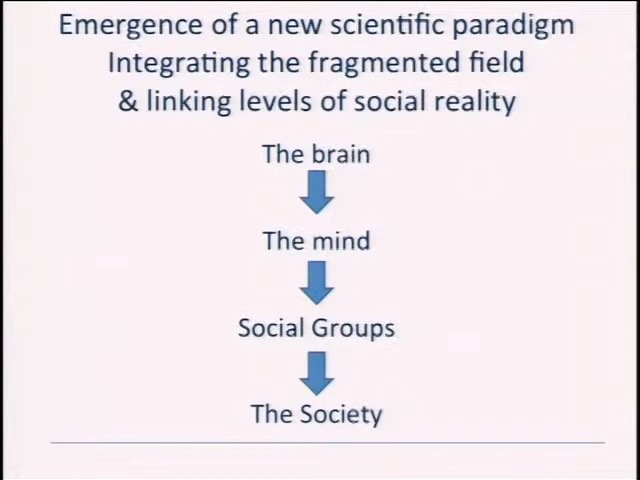 Emergence of a new scientific paradigm
Integrating the fragmented field
& linking levels of social reality
The brain
The mind
Social Groups
The Society